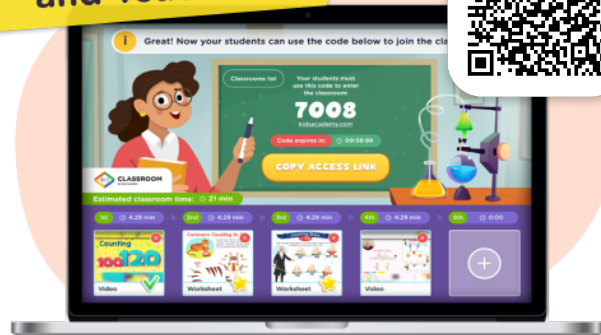 and
Great! Now your students can use the code below to join the cla
Classrooms list
Your students must
use this code to enter
the classroom:
7008
kidsacademy.com
Code expires in: 00:59:99
COPY ACCESS LINK
CLASSROOM
Estimated classroom time: 21 min
1st 4:29 min
2nd 4:29 min
3rd 4:29 min
4th 4:29 min
5th 0:00
Counting
100
120
Video
Worksheet
Worksheet
Video